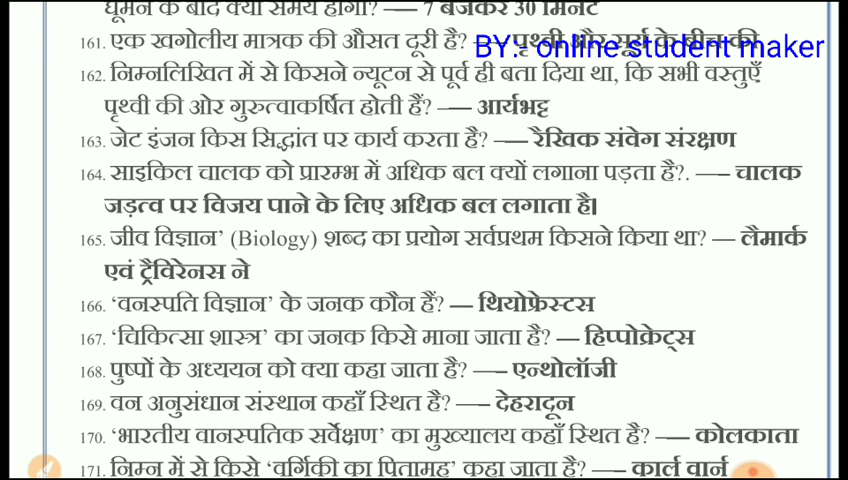 घूमने के बाद क्या समय होगा? —– 7 बजकर 30 मिनट
161. एक खगोलीय मात्रक की औसत दूरी है? —– पृथ्वी और सूर्य के बीच की
BY:- online student maker
162. निम्नलिखित में से किसने न्यूटन से पूर्व ही बता दिया था, कि सभी वस्तुएँ
पृथ्वी की ओर गुरुत्वाकर्षित होती हैं? —– आर्यभट्ट
163. जेट इंजन किस सिद्धांत पर कार्य करता है? —– रैखिक संवेग संरक्षण
164. साइकिल चालक को प्रारम्भ में अधिक बल क्यों लगाना पड़ता है?. —– चालक
जड़त्व पर विजय पाने के लिए अधिक बल लगाता है।
165. जीव विज्ञान’ (Biology) शब्द का प्रयोग सर्वप्रथम किसने किया था? — लैमार्क
एवं ट्रैविरेनस ने
166. ‘वनस्पति विज्ञान’ के जनक कौन हैं? — थियोफ्रेस्टस
167. ‘चिकित्सा शास्त्र’ का जनक किसे माना जाता है? — हिप्पोक्रेट्स
168. पुष्पों के अध्ययन को क्या कहा जाता है? —– एन्थोलॉजी
169. वन अनुसंधान संस्थान कहाँ स्थित है? —– देहरादून
170. ‘भारतीय वानस्पतिक सर्वेक्षण’ का मुख्यालय कहाँ स्थित है? —– कोलकाता
171. निम्न में से किसे ‘वर्गिकी का पितामह’ कहा जाता है? —– कार्ल वार्न